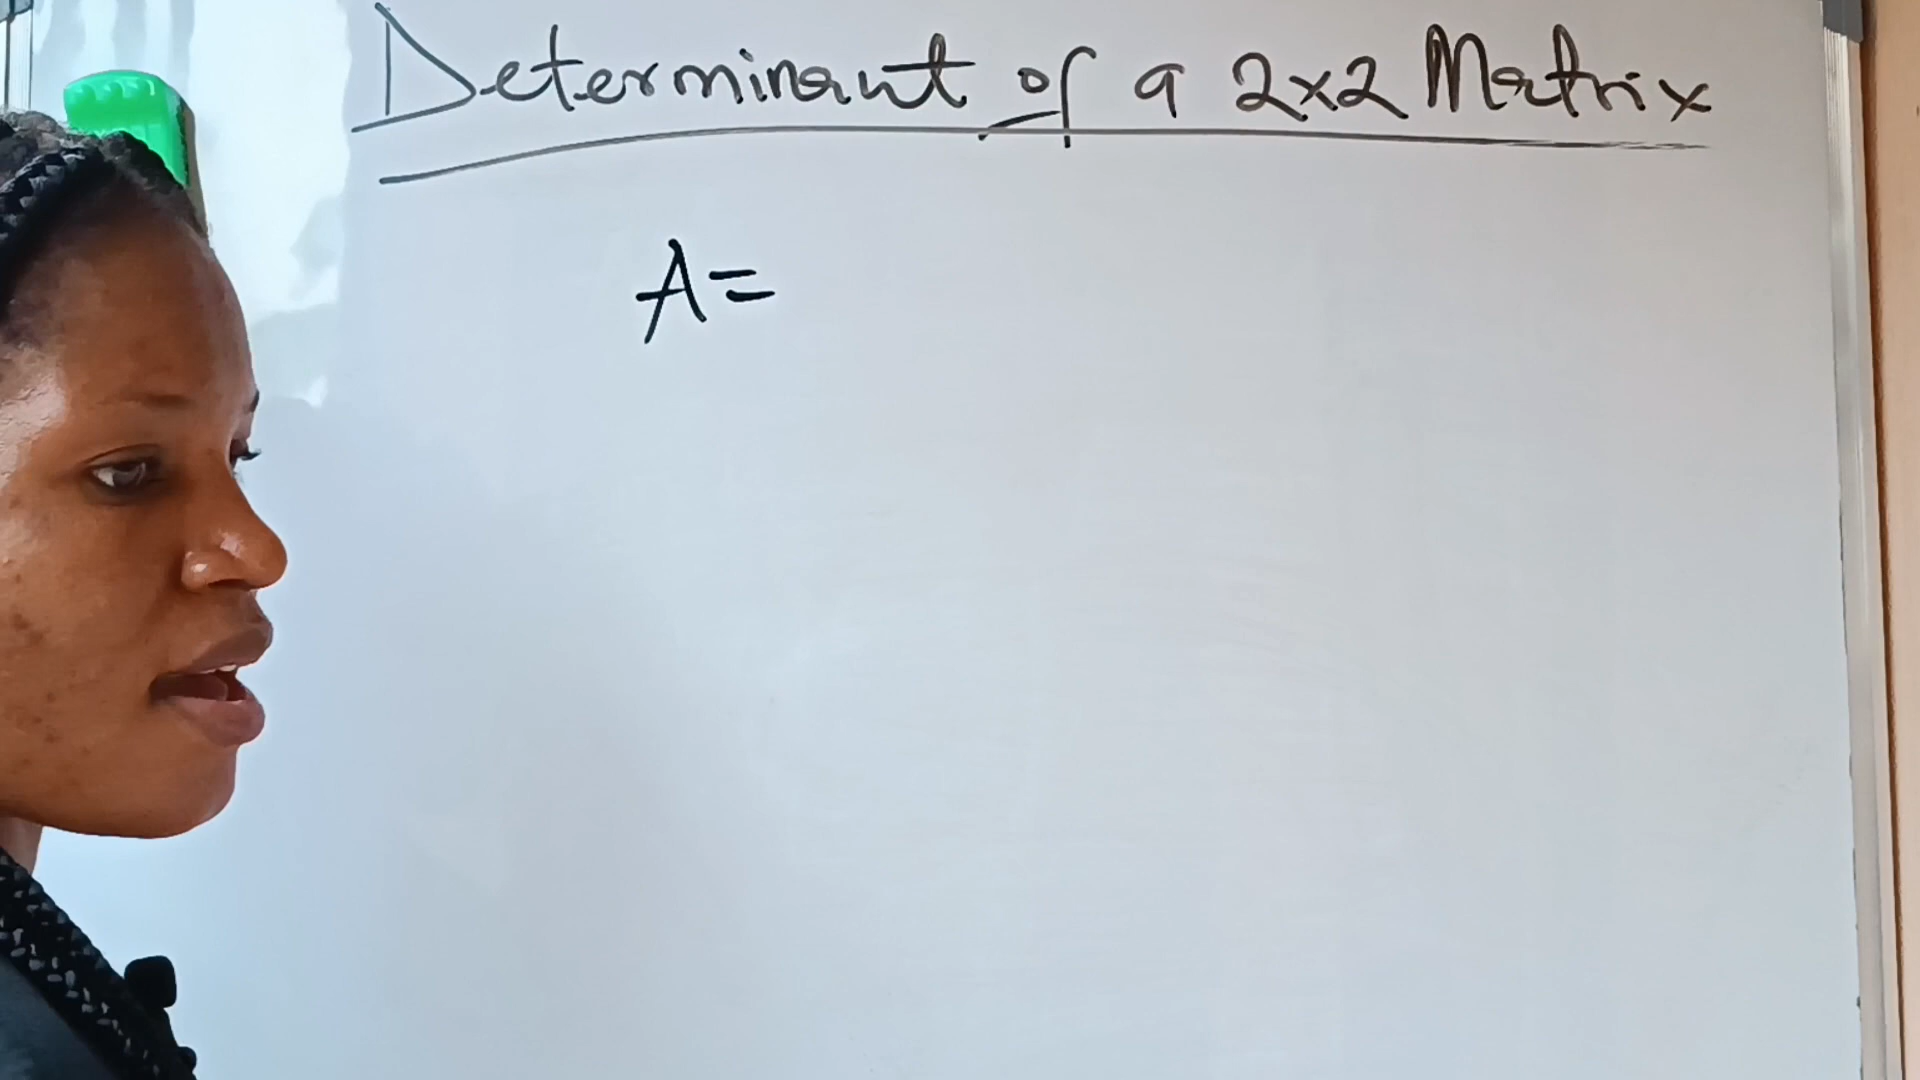 Determinant of a 2x2 Matrix
A=